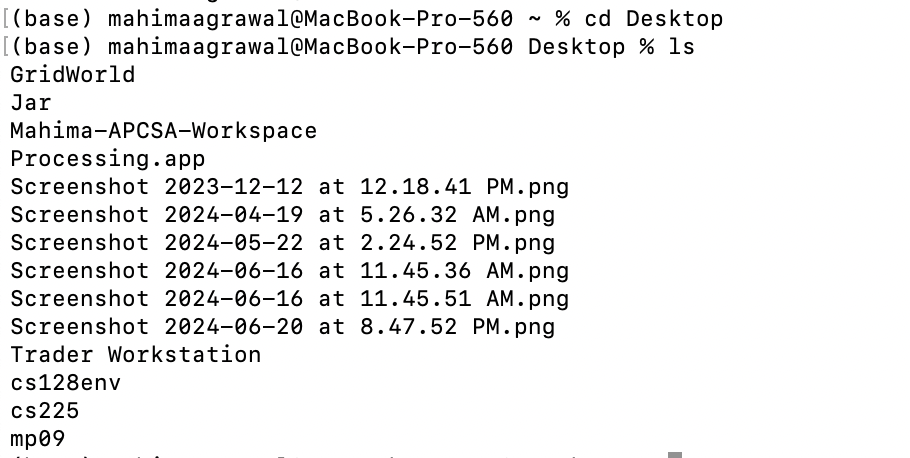 [(base) mahimaagrawal@MacBook-Pro-560 ~ % cd Desktop
[(base) mahimaagrawal@MacBook-Pro-560 Desktop % ls
GridWorld
Jar
Mahima-APCSA-Workspace
Processing.app
Screenshot 2023-12-12 at 12.18.41 PM.png
Screenshot 2024-04-19 at 5.26.32 AM.png
Screenshot 2024-05-22 at 2.24.52 PM.png
Screenshot 2024-06-16 at 11.45.36 AM.png
Screenshot 2024-06-16 at 11.45.51 AM.png
Screenshot 2024-06-20 at 8.47.52 PM.png
Trader Workstation
cs128env
cs225
mp09